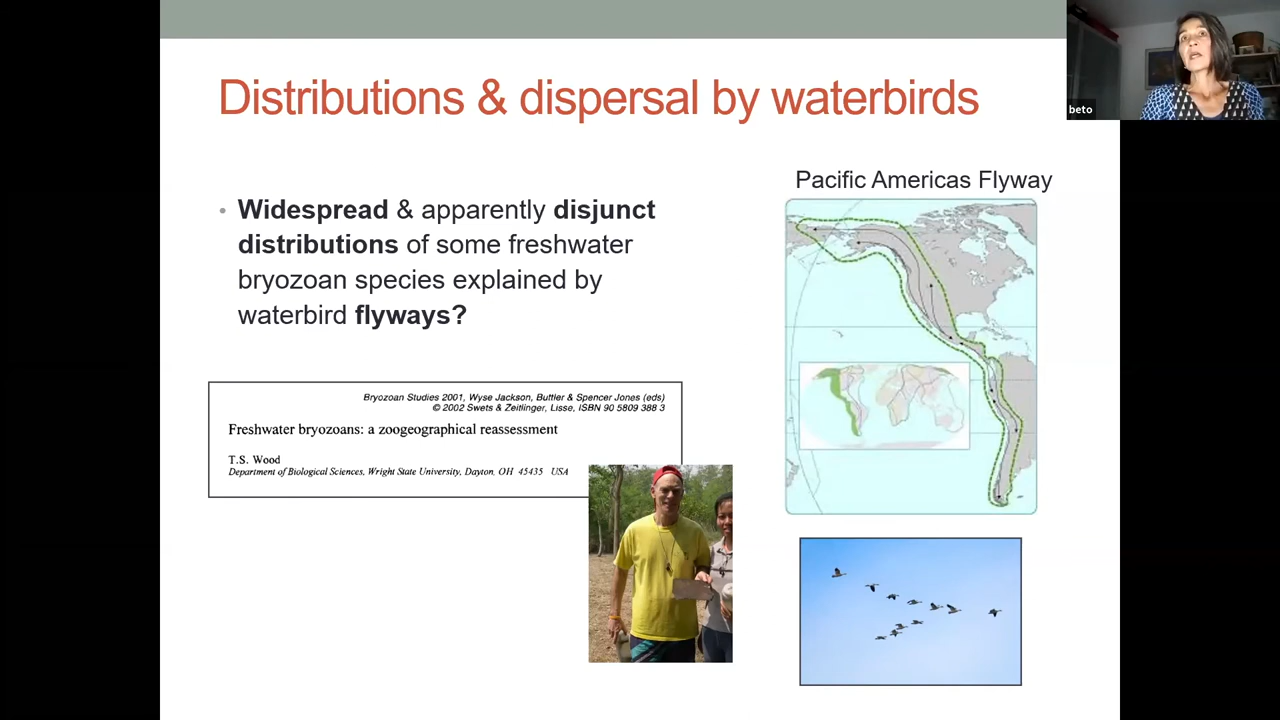 Distributions & dispersal by waterbirds
beto
Pacific Americas Flyway
• Widespread & apparently disjunct
distributions of some freshwater
bryozoan species explained by
waterbird flyways?
Bryozoan Studies 2001, Wyse Jackson, Buttler & Spencer Jones (eds)
© 2002 Swets & Zeitlinger, Lisse, ISBN 90 5809 388 3
Freshwater bryozoans: a zoogeographical reassessment
T.S. Wood
Department of Biological Sciences, Wright State University, Dayton, OH 45435 USA